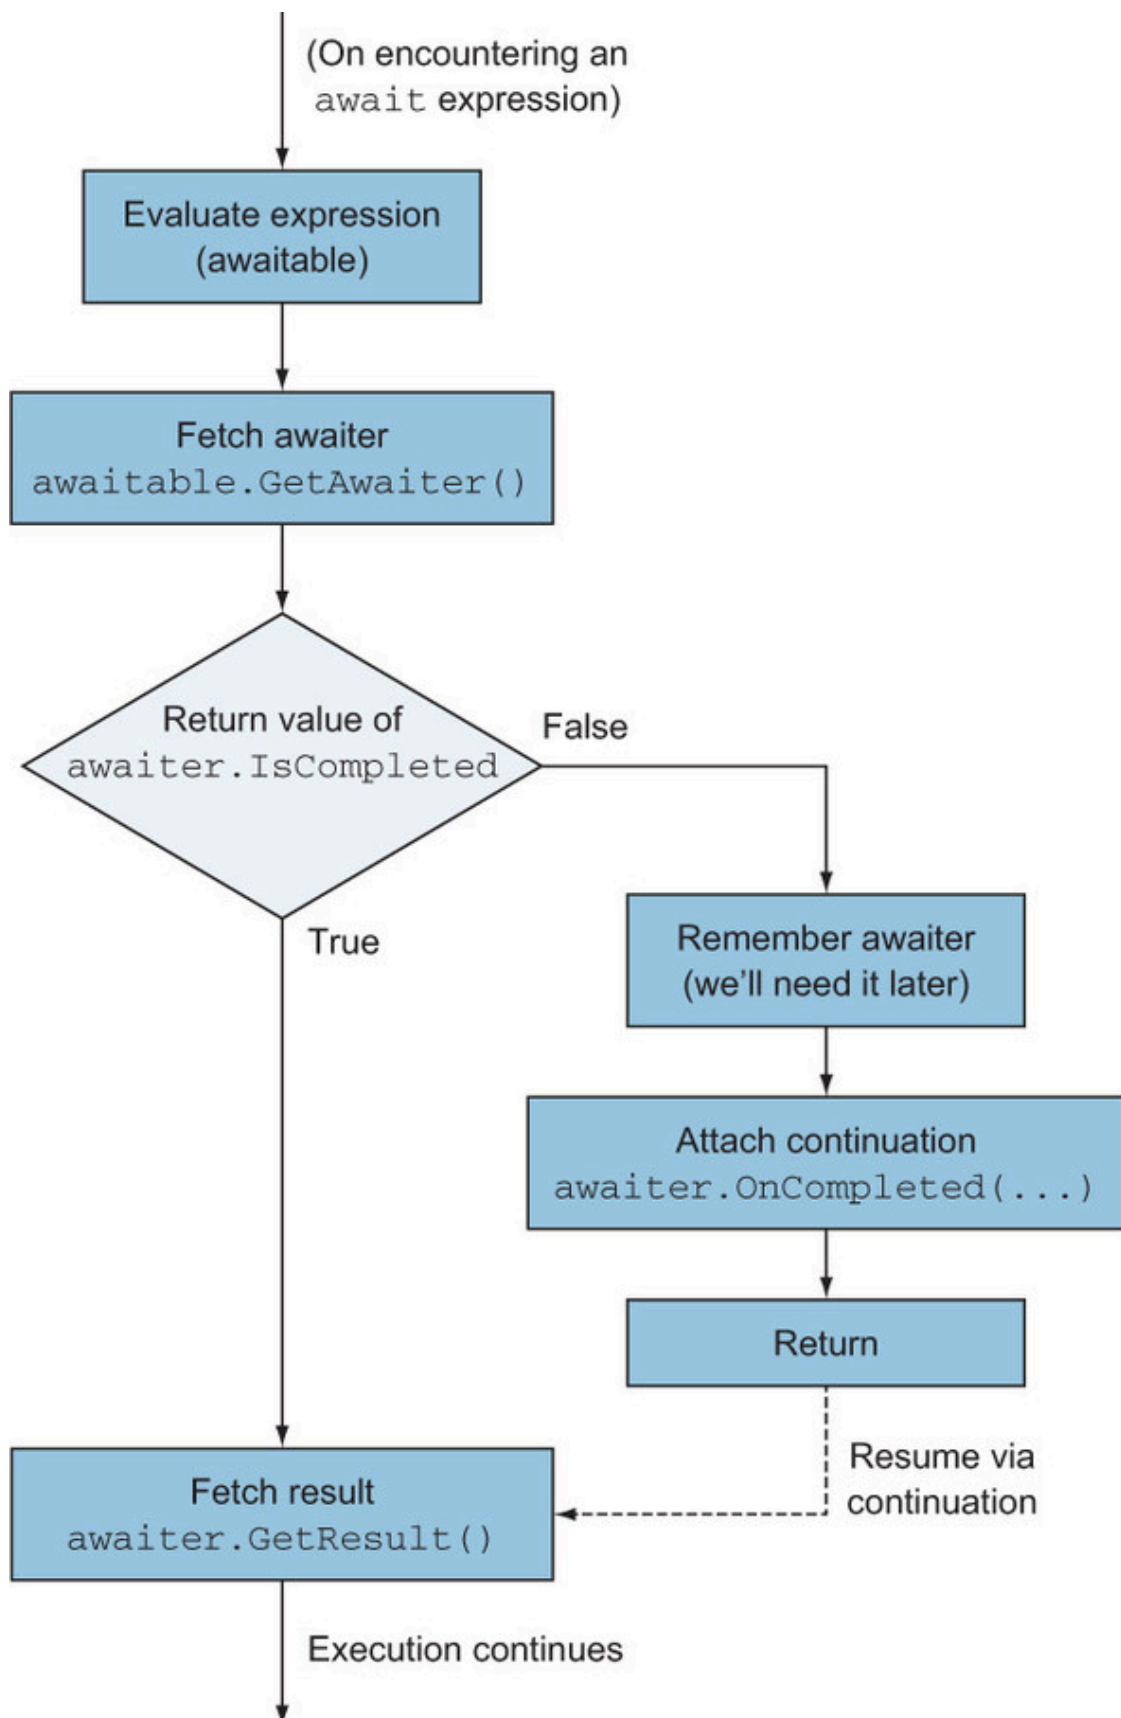 (On encountering an
await expression)
Evaluate expression
(awaitable)
Fetch awaiter
awaitable.GetAwaiter()
Return value of
awaiter.IsCompleted
False
True
Remember awaiter
(we’ll need it later)
Attach continuation
awaiter.OnCompleted(...)
Return
Resume via
continuation
Fetch result
awaiter.GetResult()
Execution continues